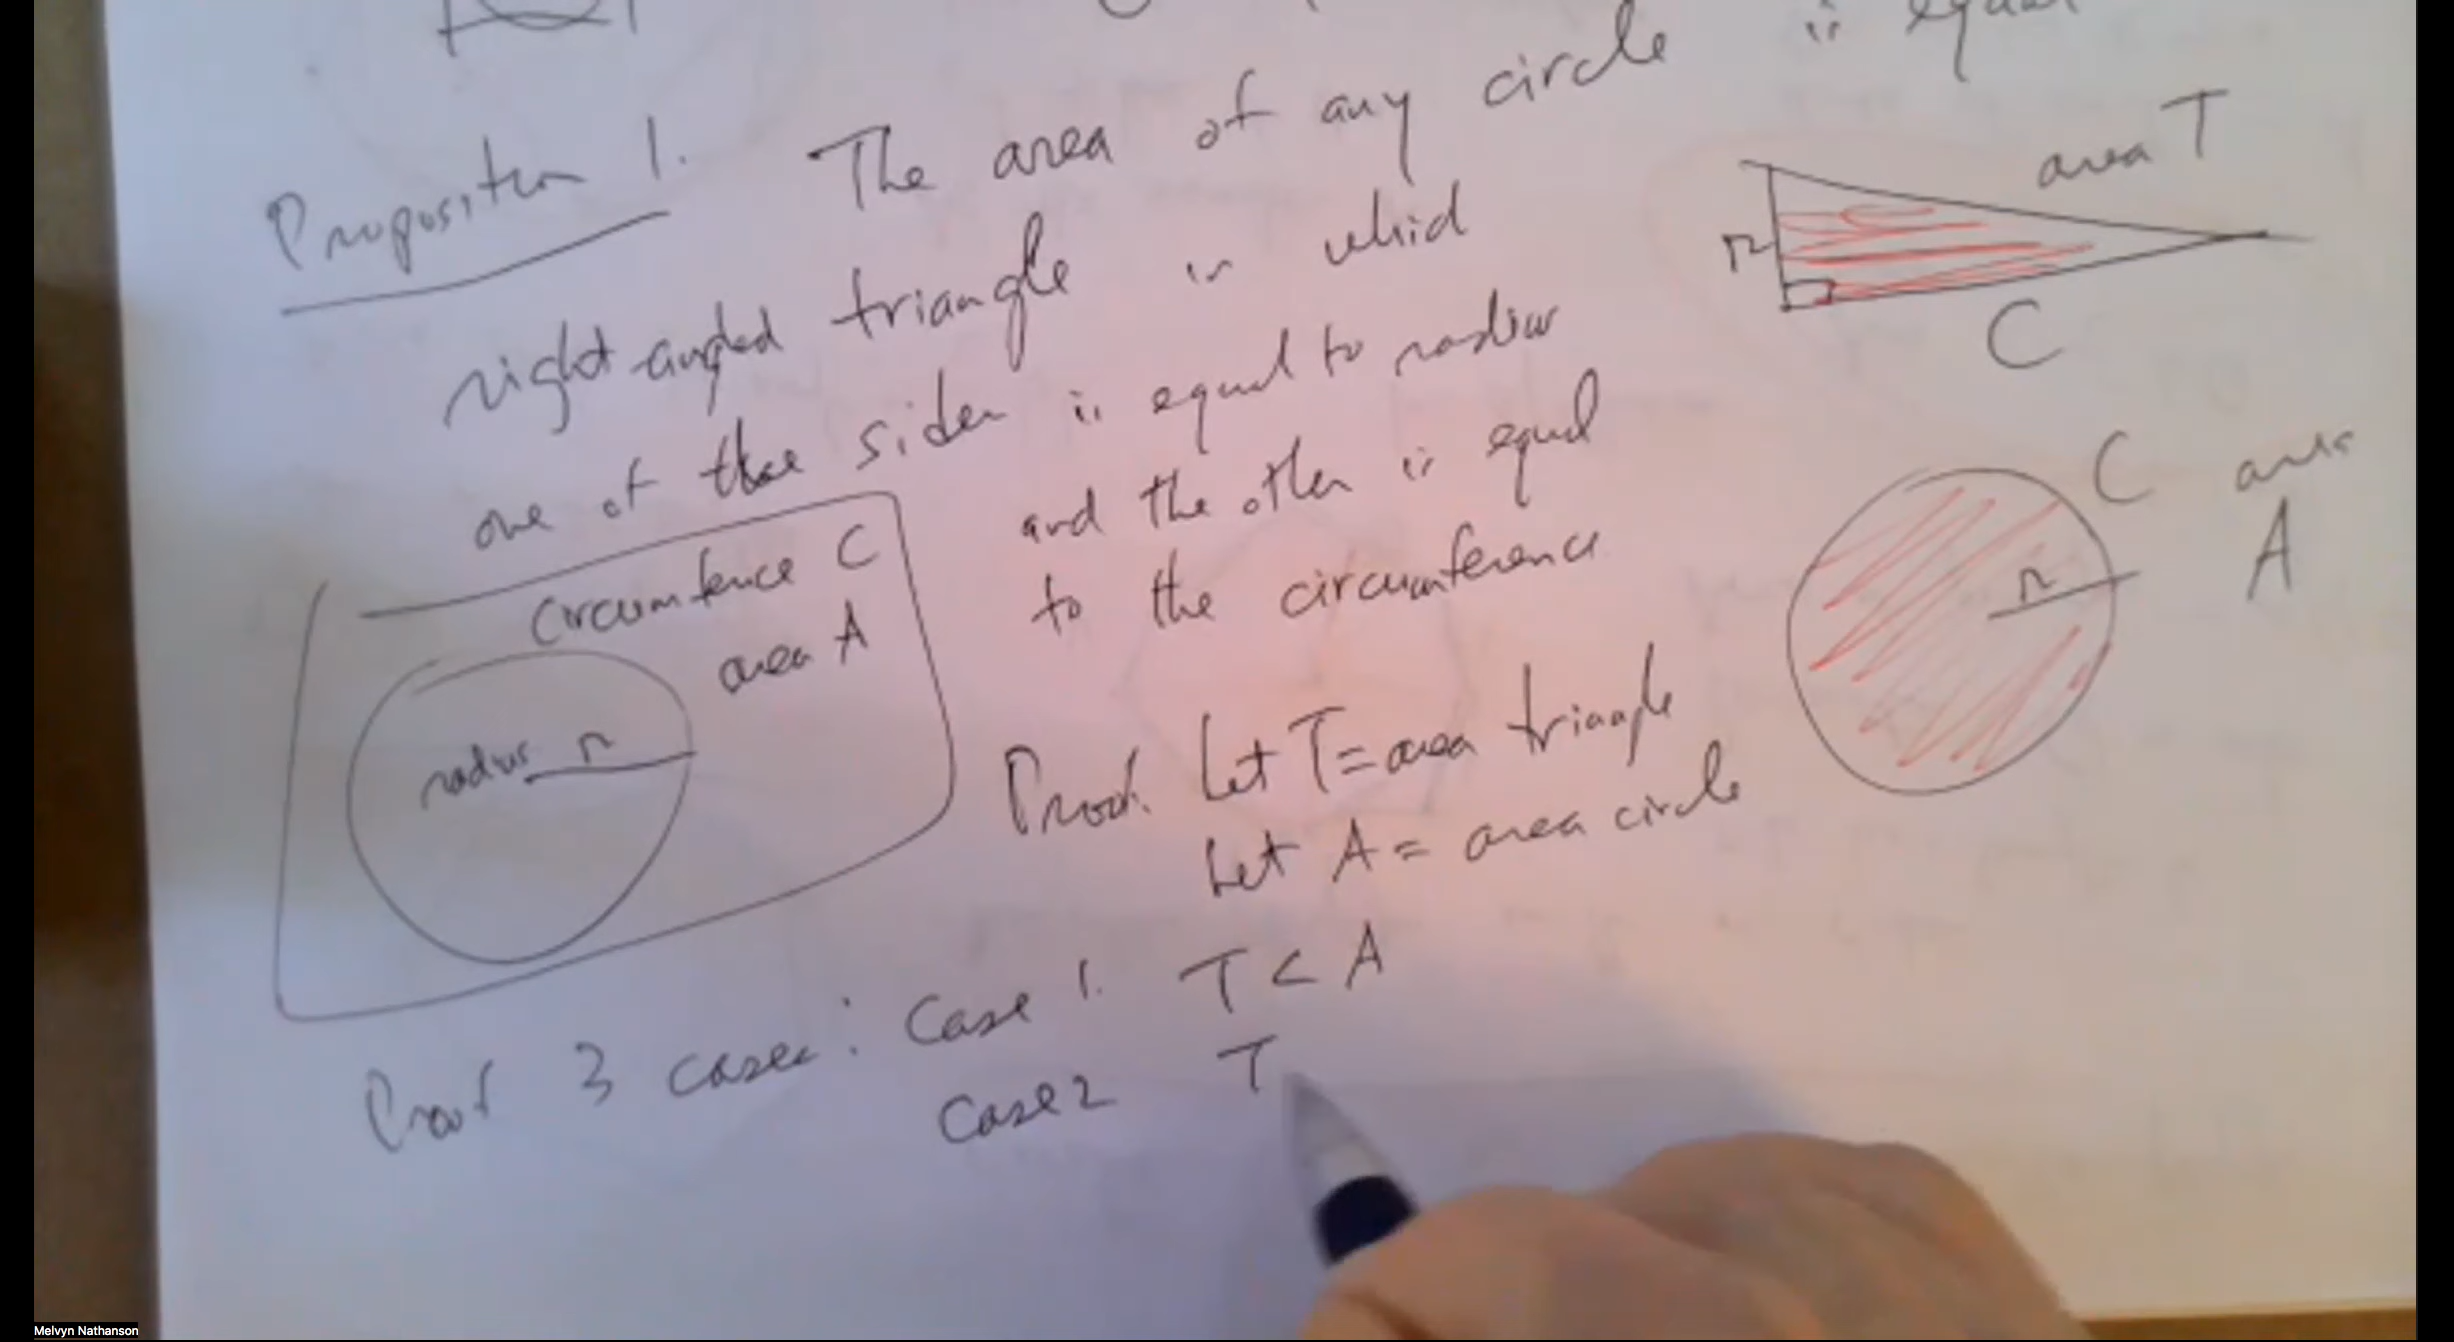 Proposition 1. The area of any circle is equal
right-angled triangle in which
one of the sides is equal to radius
and the other is equal
to the circumference
area T
r
C
C area
A
r
Circumfence C
area A
radius r
Proof. Let T = area triangle
Let A = area circle
Proof 3 cases: Case 1. T < A
Case 2 T
Melvyn Nathanson